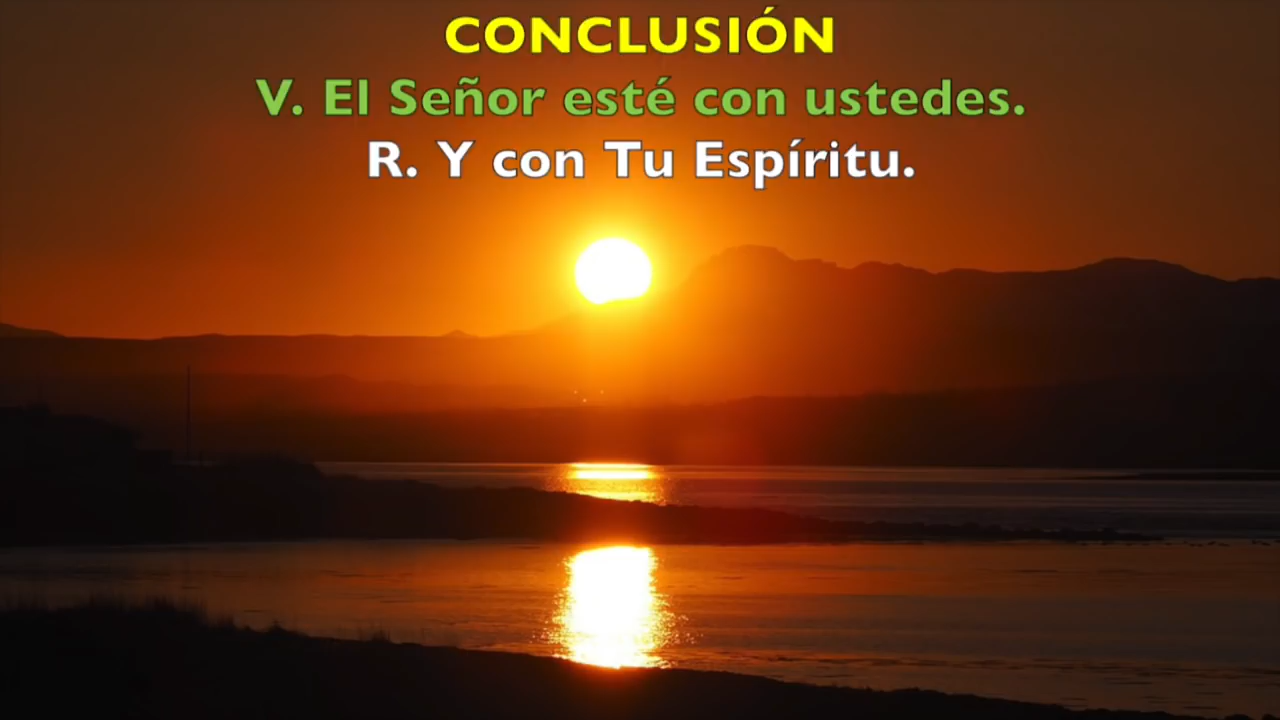 CONCLUSIÓN
V. El Señor esté con ustedes.
R. Y con Tu Espíritu.